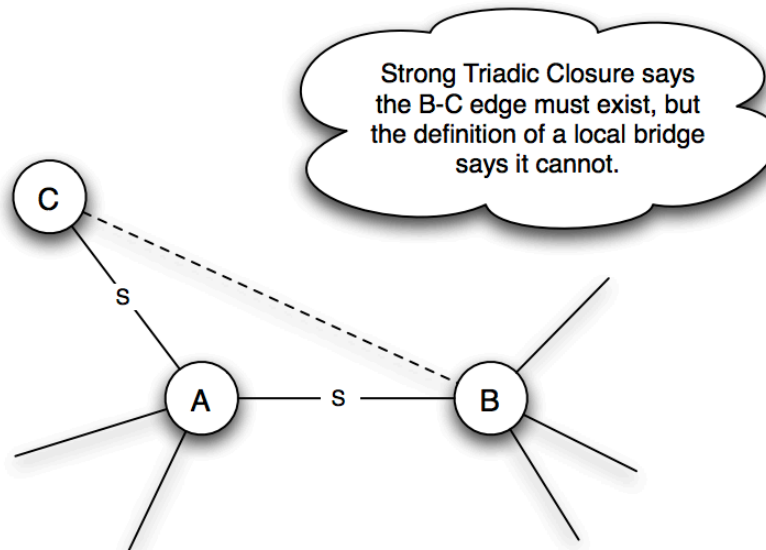 Strong Triadic Closure says
the B-C edge must exist, but
the definition of a local bridge
says it cannot.
C
S
A
S
B